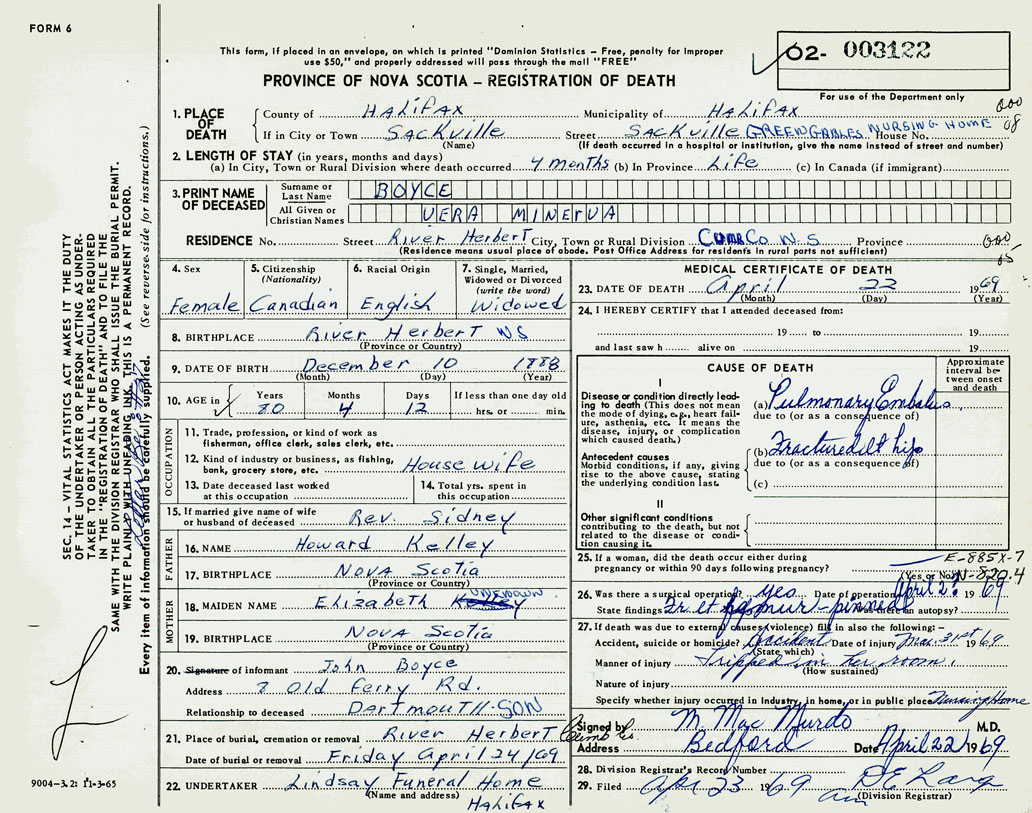 FORM 6
This form, if placed in an envelope, on which is printed "Dominion Statistics – Free, penalty for improper
use $50," and properly addressed will pass through the mail "FREE"
PROVINCE OF NOVA SCOTIA – REGISTRATION OF DEATH
02- 003122
For use of the Department only
1. PLACE OF DEATH
County of HALIFAX Municipality of HALIFAX
If in City or Town SACKVILLE Street SACKVILLE GREEN GABLES NURSING HOME House No.
(Name) (If death occurred in a hospital or institution, give the name instead of street and number)
000
08
2. LENGTH OF STAY (in years, months and days)
(a) In City, Town or Rural Division where death occurred 4 months (b) In Province Life (c) In Canada (if immigrant)
3. PRINT NAME OF DECEASED
Surname or Last Name BOYCE
All Given or Christian Names VERA MINERVA
RESIDENCE No. Street River Herbert City, Town or Rural Division Cumb Co N.S Province
(Residence means usual place of abode. Post Office Address for residents in rural parts not sufficient)
000
05
4. Sex Female
5. Citizenship (Nationality) Canadian
6. Racial Origin English
7. Single, Married, Widowed or Divorced (write the word) Widowed
8. BIRTHPLACE River Herbert N.S
(Province or Country)
9. DATE OF BIRTH December 10 1888
(Month) (Day) (Year)
10. AGE in Years 80 Months 4 Days 12 If less than one day old hrs. or min.
OCCUPATION
11. Trade, profession, or kind of work as
fisherman, office clerk, sales clerk, etc.
12. Kind of industry or business, as fishing,
bank, grocery store, etc. Housewife
13. Date deceased last worked
at this occupation
14. Total yrs. spent in
this occupation
15. If married give name of wife
or husband of deceased Rev. Sidney
FATHER
16. NAME Howard Kelley
17. BIRTHPLACE Nova Scotia
(Province or Country)
MOTHER
18. MAIDEN NAME Elizabeth Kelley UNKNOWN
19. BIRTHPLACE Nova Scotia
(Province or Country)
20. Signature of informant John Boyce
Address 8 Old Ferry Rd.
Relationship to deceased DARTMOUTH. SON
21. Place of burial, cremation or removal River Herbert Cumb Co
Date of burial or removal Friday April 24/69
22. UNDERTAKER Lindsay Funeral Home
(Name and address) HALIFAX
MEDICAL CERTIFICATE OF DEATH
23. DATE OF DEATH April 22 1969
(Month) (Day) (Year)
24. I HEREBY CERTIFY that I attended deceased from:
19 to 19
and last saw h alive on 19
CAUSE OF DEATH
Approximate interval between onset and death
I
Disease or condition directly leading
to death (This does not mean
the mode of dying, e.g., heart failure,
asthenia, etc. It means the
disease, injury, or complication
which caused death.)
(a) Pulmonary Embolus
due to (or as a consequence of)
Antecedent causes
Morbid conditions, if any, giving
rise to the above cause, stating
the underlying condition last.
(b) Fractured lt hip
due to (or as a consequence of)
(c)
II
Other significant conditions
contributing to the death, but not
related to the disease or condition
causing it.
25. If a woman, did the death occur either during
pregnancy or within 90 days following pregnancy?
(Yes or No)
E-885X-7
N-820.4
26. Was there a surgical operation? yes Date of operation April 2? 1969
State findings Fr lt femur - pinned Was there an autopsy?
27. If death was due to external causes (violence) fill in also the following: –
Accident, suicide or homicide? Accident Date of injury Mar. 31st 69
(State which)
Manner of injury Tripped in her room.
(How sustained)
Nature of injury
Specify whether injury occurred in Industry, in home, or in public place Nursing Home
Signed by M. MacMurdo M.D.
Address Bedford Date April 22 1969
28. Division Registrar's Record Number
29. Filed Apr 23 1969
(Division Registrar)
SEC. 14 – VITAL STATISTICS ACT MAKES IT THE DUTY
OF THE UNDERTAKER OR PERSON ACTING AS UNDERTAKER
TO OBTAIN ALL THE PARTICULARS REQUIRED
IN THE "REGISTRATION OF DEATH" AND TO FILE THE
SAME WITH THE DIVISION REGISTRAR WHO SHALL ISSUE THE BURIAL PERMIT.
WRITE PLAINLY WITH UNFADING INK. THIS IS A PERMANENT RECORD.
Every item of information should be carefully supplied. (See reverse side for instructions.)
9004–3.2: 11-3-65